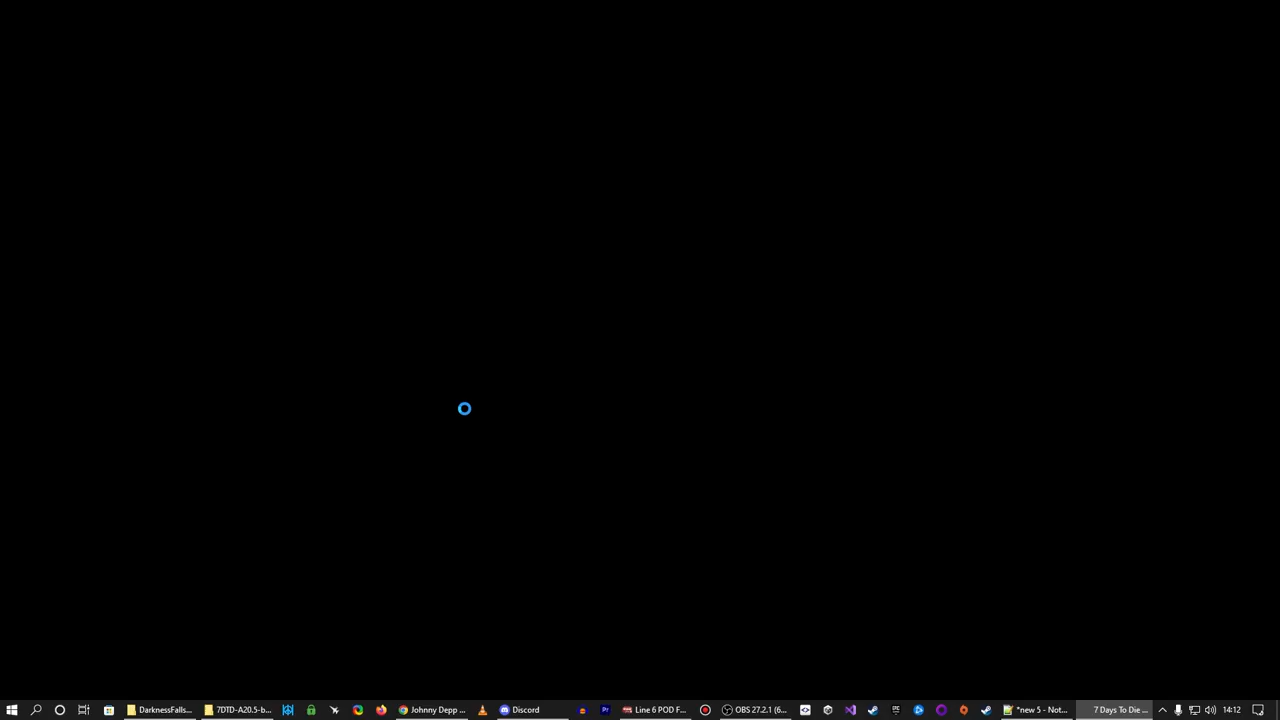 DarknessFalls...
7DTD-A20.5-b...
Johnny Depp ...
Discord
Pr
Line 6 POD F...
OBS 27.2.1 (6...
*new 5 - Not...
7 Days To Die ...
14:12